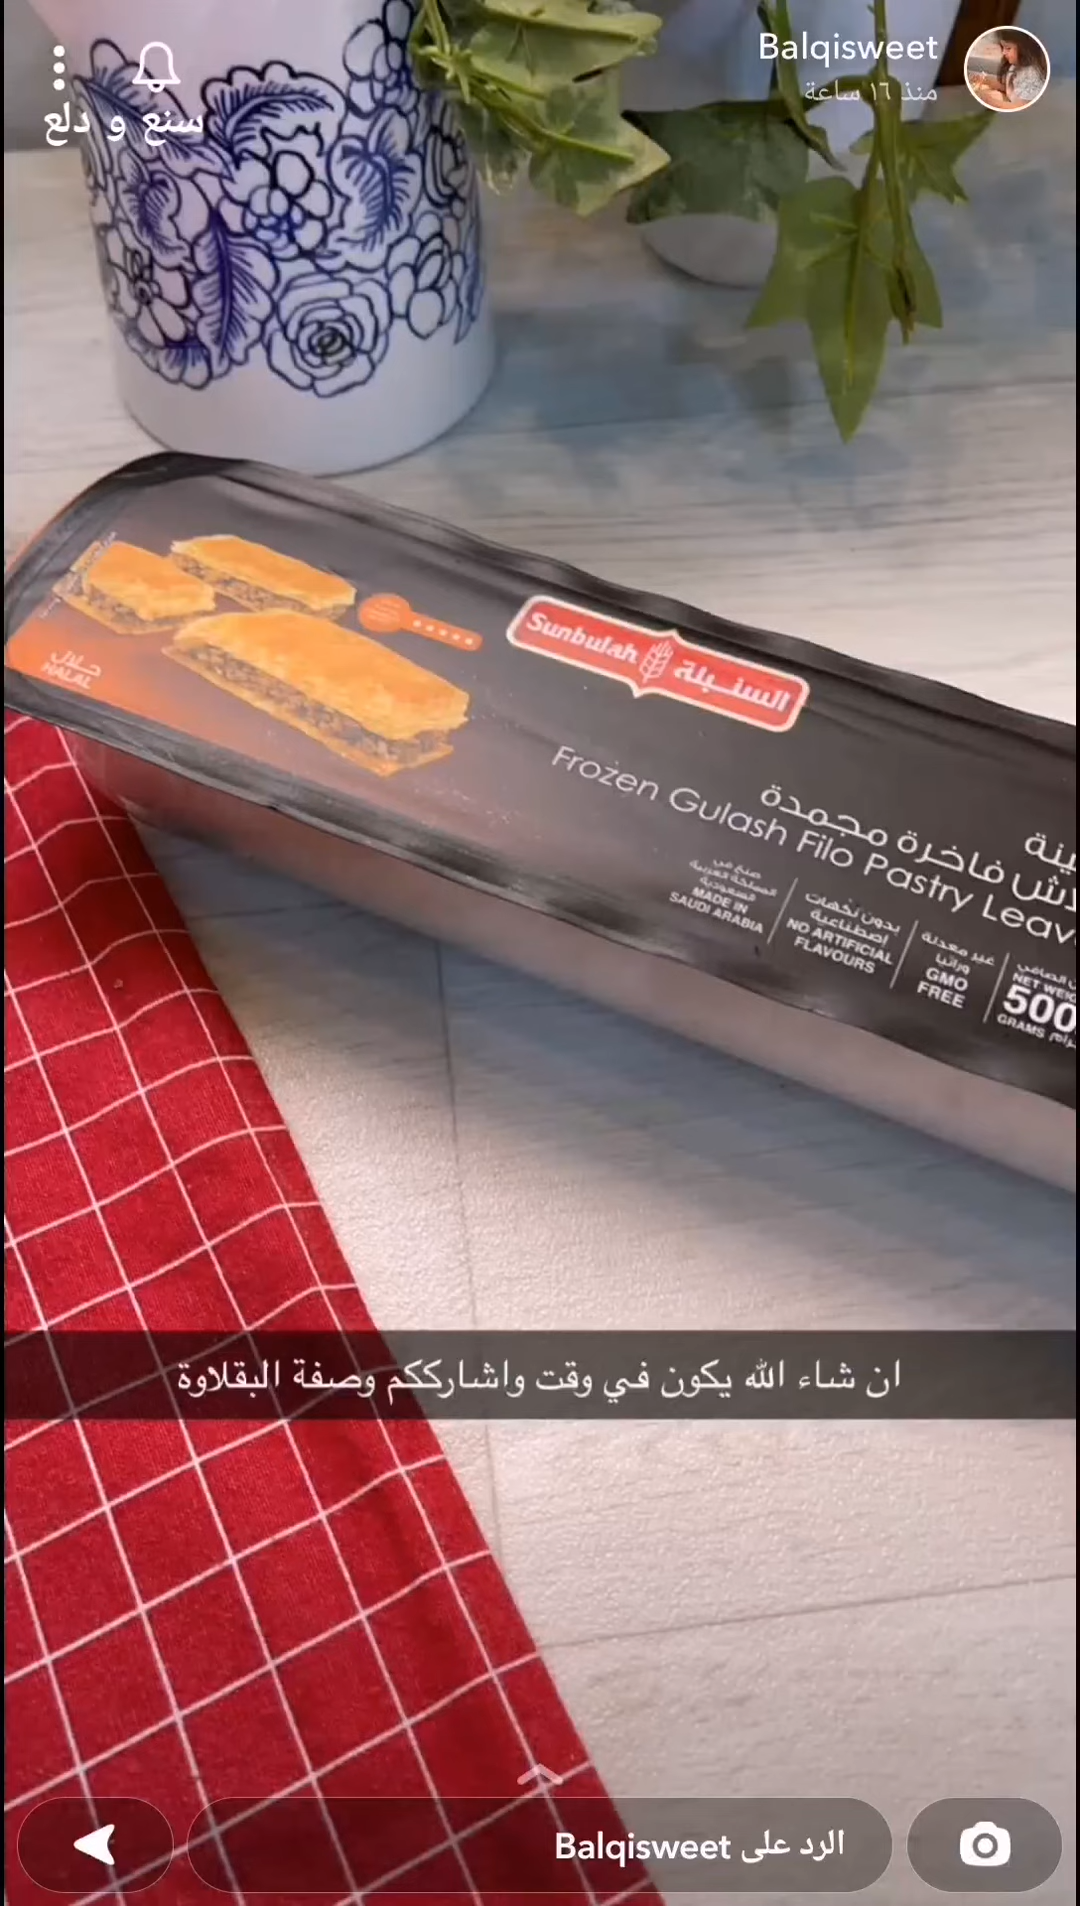 Balqisweet
منذ ١٦ ساعة
سنع و دلع
Sunbulah السنبلة
حلال
HALAL
فاخرة مجمدة
Frozen Gulash Filo Pastry
صنع في
المملكة العربية
السعودية
MADE IN
SAUDI ARABIA
بدون نكهات
إصطناعية
NO ARTIFICIAL
FLAVOURS
غير معدلة
وراثيا
GMO
FREE
NET
500
GRAMS
ان شاء الله يكون في وقت واشارككم وصفة البقلاوة
الرد على Balqisweet